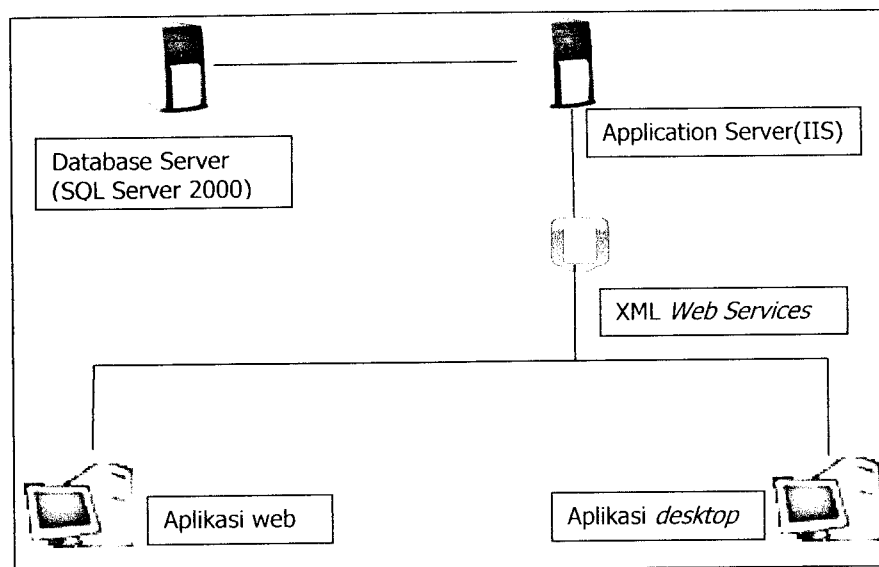 Database Server
(SQL Server 2000)
Application Server(IIS)
XML Web Services
Aplikasi web
Aplikasi desktop